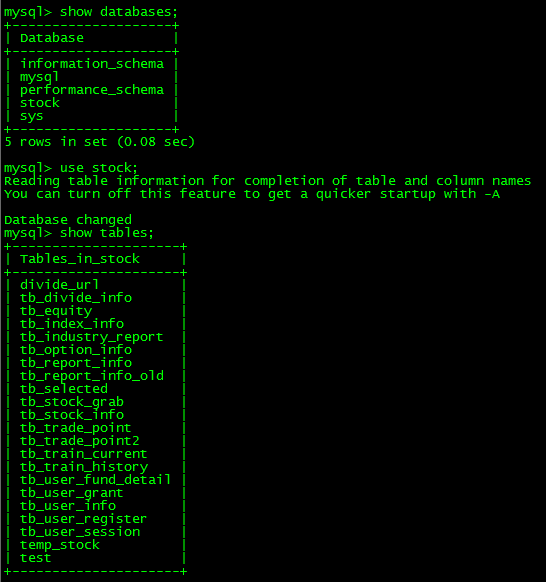 mysql> show databases;
+--------------------+
| Database           |
+--------------------+
| information_schema |
| mysql              |
| performance_schema |
| stock              |
| sys                |
+--------------------+
5 rows in set (0.08 sec)
mysql> use stock;
Reading table information for completion of table and column names
You can turn off this feature to get a quicker startup with -A
Database changed
mysql> show tables;
+---------------------+
| Tables_in_stock     |
+---------------------+
| divide_url          |
| tb_divide_info      |
| tb_equity           |
| tb_index_info       |
| tb_industry_report  |
| tb_option_info      |
| tb_report_info      |
| tb_report_info_old  |
| tb_selected         |
| tb_stock_grab       |
| tb_stock_info       |
| tb_trade_point      |
| tb_trade_point2     |
| tb_train_current    |
| tb_train_history    |
| tb_user_fund_detail |
| tb_user_grant       |
| tb_user_info        |
| tb_user_register    |
| tb_user_session     |
| temp_stock          |
| test                |
+---------------------+